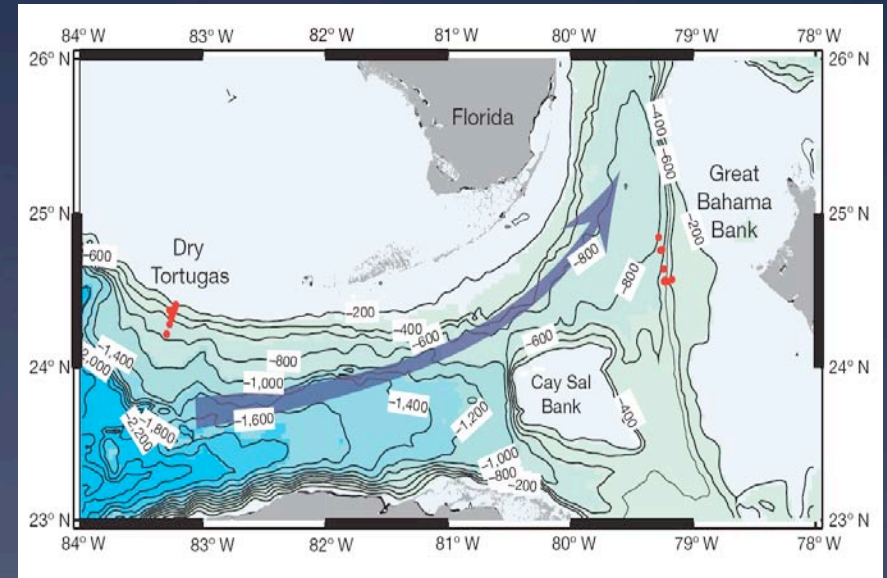 84° W 83° W 82° W 81° W 80° W 79° W 78° W
26° N 26° N
Florida
-400
-600
Great
Bahama
Bank
-200
25° N 25° N
Dry
Tortugas
-600
-800
-800
-200
-400
-600
-600
-800
-1,400
2,000
24° N 24° N
-1,000
Cay Sal
Bank
-1,600
-1,400
-1,200
-400
-1,800
-2,200
-1,000
-800
-200
23° N 23° N
84° W 83° W 82° W 81° W 80° W 79° W 78° W